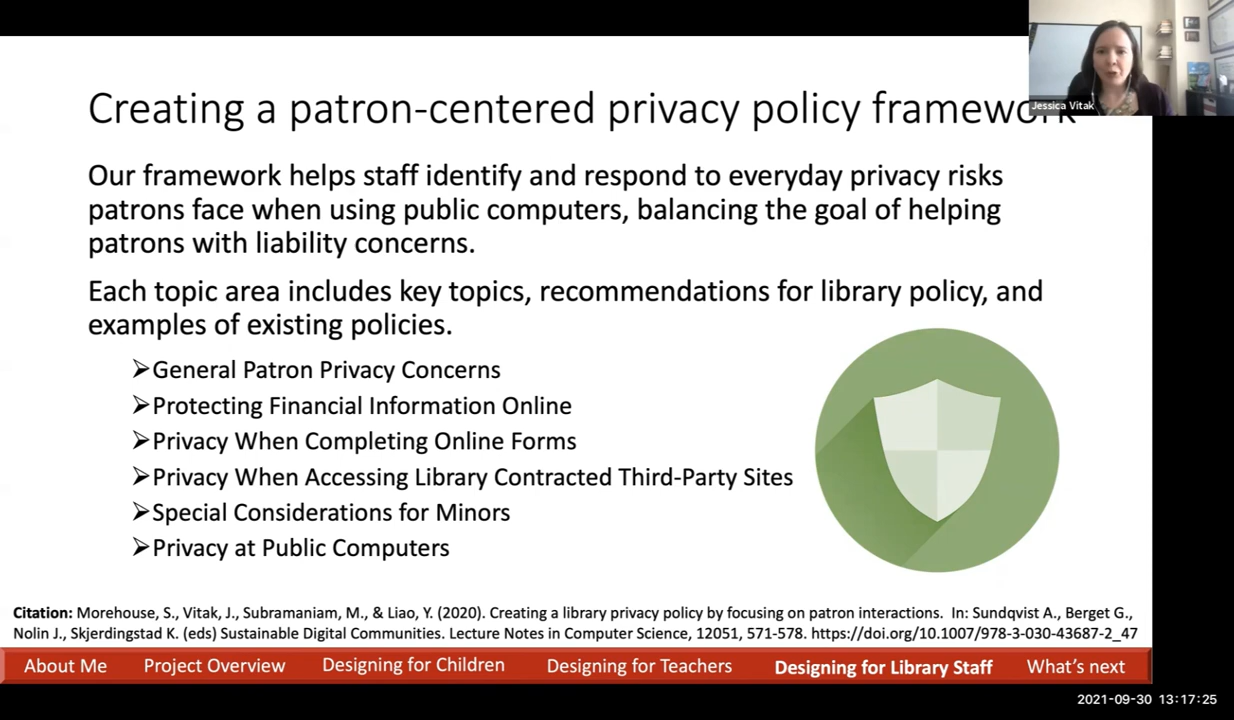 Creating a patron-centered privacy policy framework
Jessica Vitak
Our framework helps staff identify and respond to everyday privacy risks
patrons face when using public computers, balancing the goal of helping
patrons with liability concerns.
Each topic area includes key topics, recommendations for library policy, and
examples of existing policies.
➢General Patron Privacy Concerns
➢Protecting Financial Information Online
➢Privacy When Completing Online Forms
➢Privacy When Accessing Library Contracted Third-Party Sites
➢Special Considerations for Minors
➢Privacy at Public Computers
Citation: Morehouse, S., Vitak, J., Subramaniam, M., & Liao, Y. (2020). Creating a library privacy policy by focusing on patron interactions. In: Sundqvist A., Berget G.,
Nolin J., Skjerdingstad K. (eds) Sustainable Digital Communities. Lecture Notes in Computer Science, 12051, 571-578. https://doi.org/10.1007/978-3-030-43687-2_47
About Me Project Overview Designing for Children Designing for Teachers Designing for Library Staff What's next
2021-09-30 13:17:25